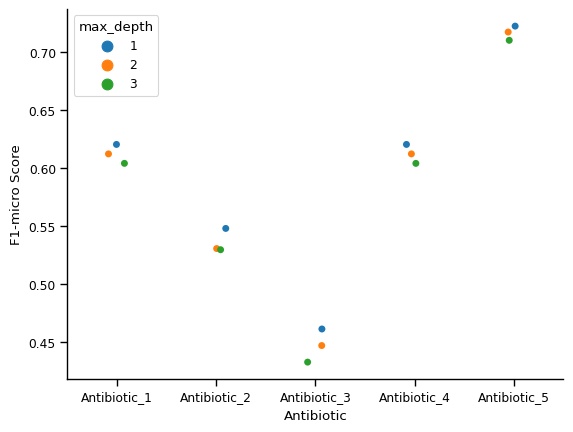 max_depth
1
2
3
0.70
0.65
0.60
0.55
0.50
0.45
F1-micro Score
Antibiotic_1 Antibiotic_2 Antibiotic_3 Antibiotic_4 Antibiotic_5
Antibiotic